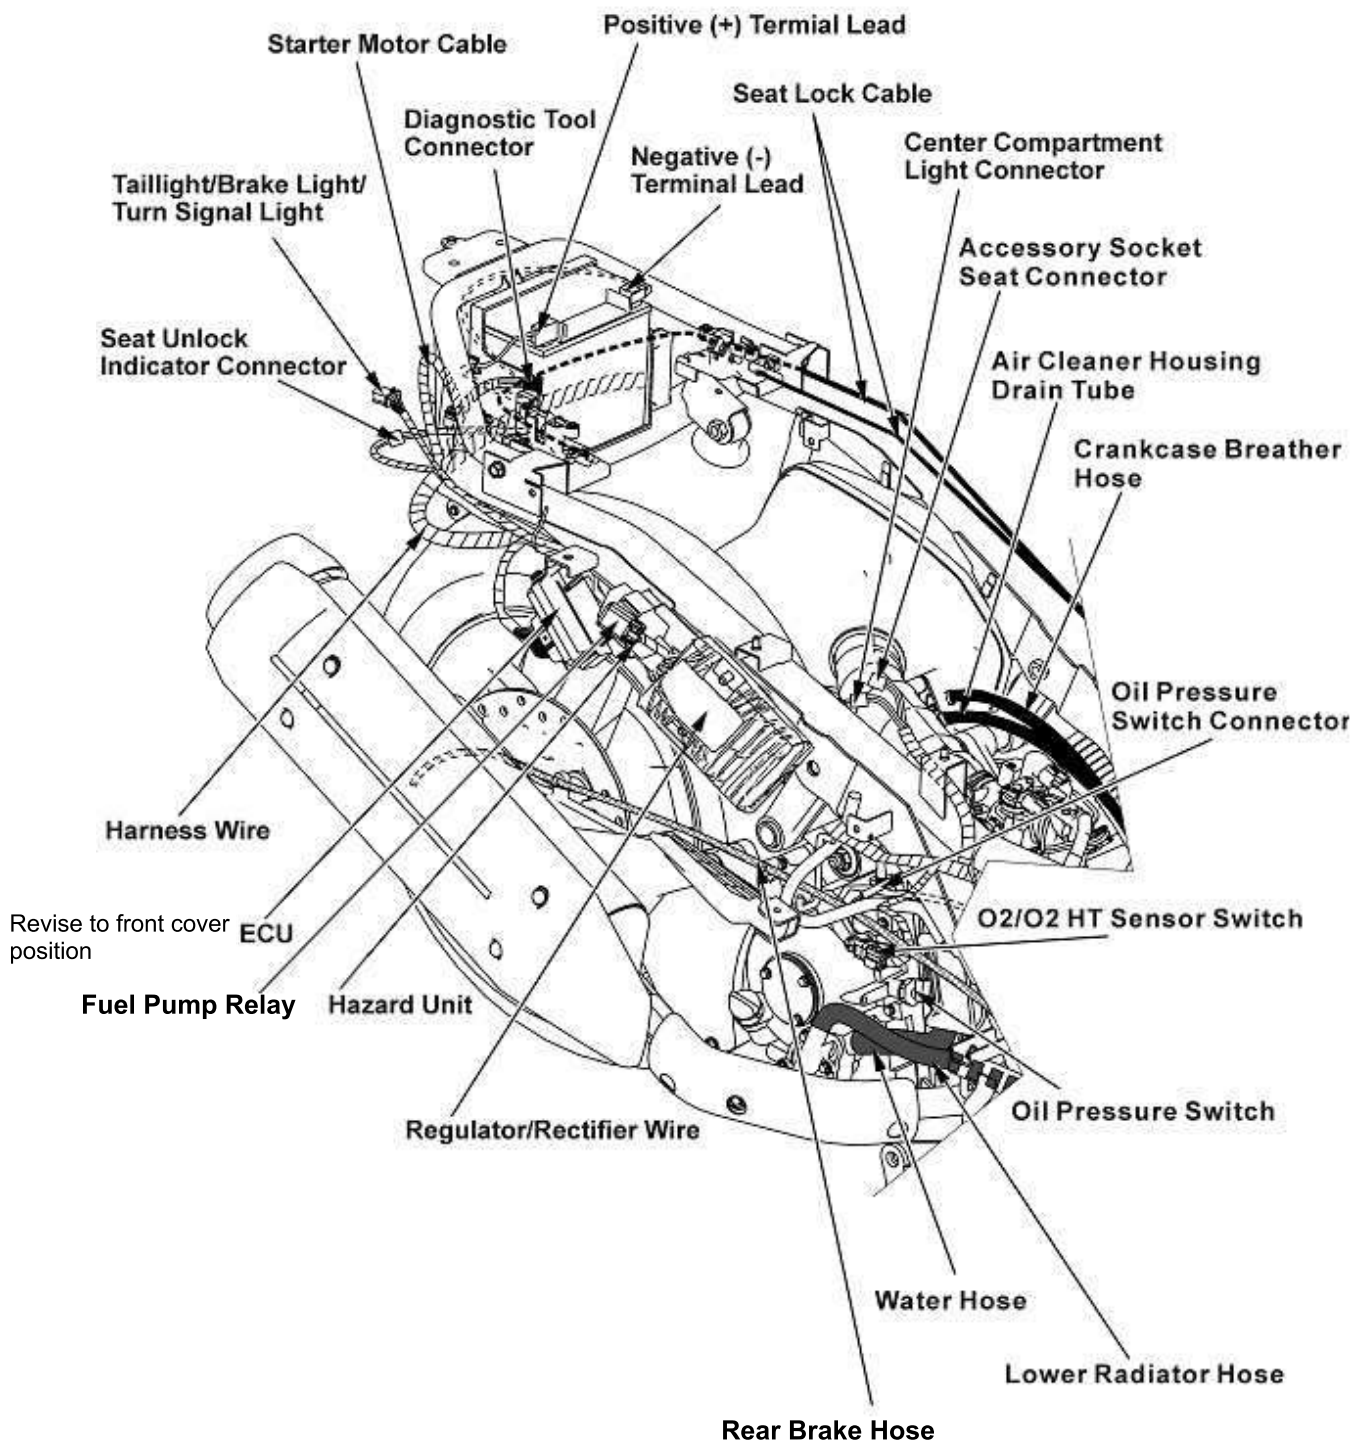 Positive (+) Termial Lead
Starter Motor Cable
Seat Lock Cable
Diagnostic Tool
Connector
Center Compartment
Light Connector
Negative (-)
Terminal Lead
Taillight/Brake Light/
Turn Signal Light
Accessory Socket
Seat Connector
Seat Unlock
Indicator Connector
Air Cleaner Housing
Drain Tube
Crankcase Breather
Hose
Oil Pressure
Switch Connector
Harness Wire
Revise to front cover
position
ECU
O2/O2 HT Sensor Switch
Fuel Pump Relay
Hazard Unit
Oil Pressure Switch
Regulator/Rectifier Wire
Water Hose
Lower Radiator Hose
Rear Brake Hose